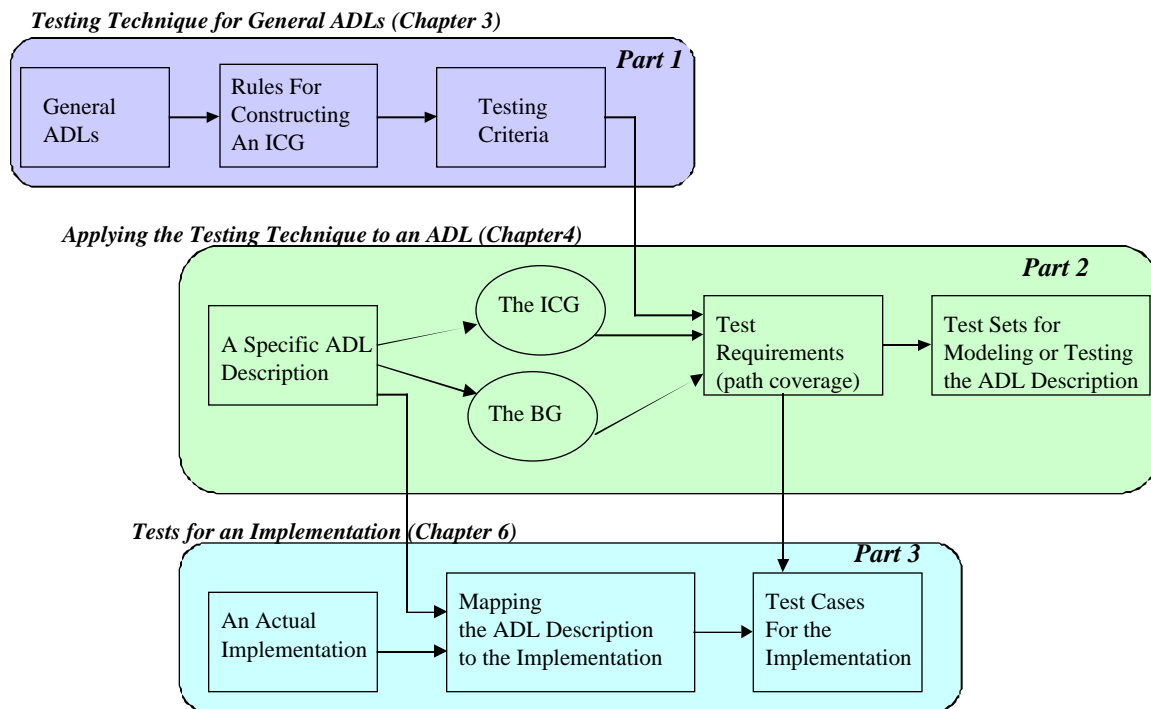 Testing Technique for General ADLs (Chapter 3)
Part 1
General
ADLs
Rules For
Constructing
An ICG
Testing
Criteria
Applying the Testing Technique to an ADL (Chapter4)
Part 2
A Specific ADL
Description
The ICG
The BG
Test
Requirements
(path coverage)
Test Sets for
Modeling or Testing
the ADL Description
Tests for an Implementation (Chapter 6)
Part 3
An Actual
Implementation
Mapping
the ADL Description
to the Implementation
Test Cases
For the
Implementation